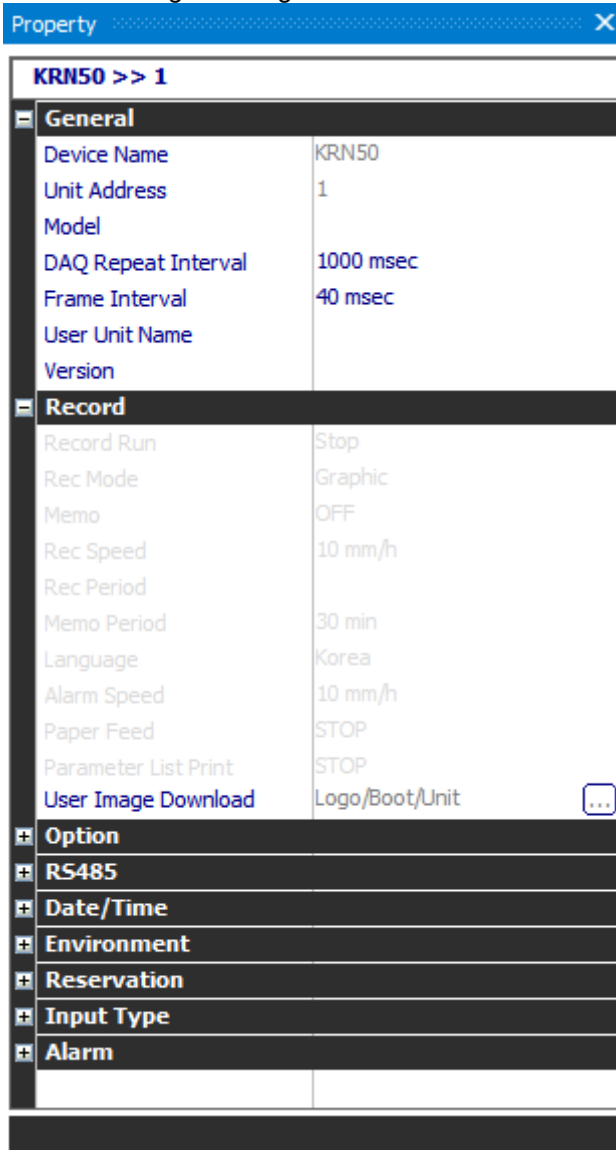 Property
KRN50 >> 1
General
Device Name KRN50
Unit Address 1
Model
DAQ Repeat Interval 1000 msec
Frame Interval 40 msec
User Unit Name
Version
Record
Record Run Stop
Rec Mode Graphic
Memo OFF
Rec Speed 10 mm/h
Rec Period
Memo Period 30 min
Language Korea
Alarm Speed 10 mm/h
Paper Feed STOP
Parameter List Print STOP
User Image Download Logo/Boot/Unit ...
Option
RS485
Date/Time
Environment
Reservation
Input Type
Alarm